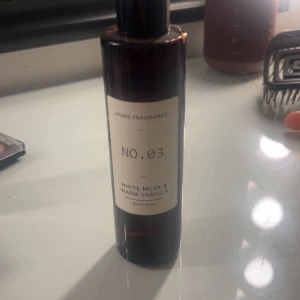 HOME FRAGRANCE
NO.03
WHITE MUSK &
WARM VANILLA